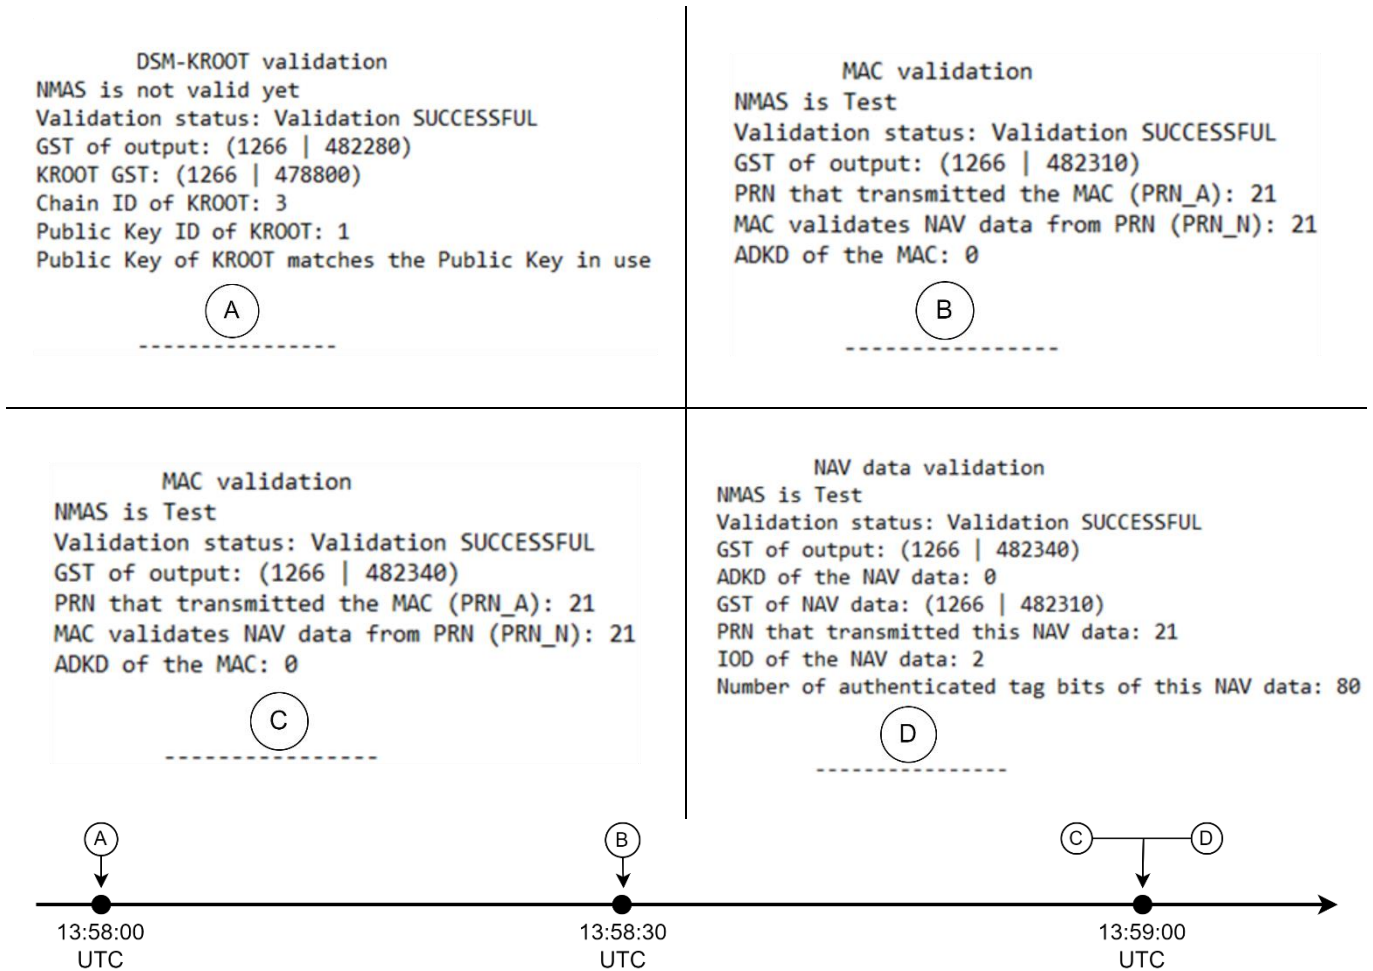 DSM-KROOT validation
NMAS is not valid yet
Validation status: Validation SUCCESSFUL
GST of output: (1266 | 482280)
KROOT GST: (1266 | 478800)
Chain ID of KROOT: 3
Public Key ID of KROOT: 1
Public Key of KROOT matches the Public Key in use
A
----------------
MAC validation
NMAS is Test
Validation status: Validation SUCCESSFUL
GST of output: (1266 | 482310)
PRN that transmitted the MAC (PRN_A): 21
MAC validates NAV data from PRN (PRN_N): 21
ADKD of the MAC: 0
B
----------------
MAC validation
NMAS is Test
Validation status: Validation SUCCESSFUL
GST of output: (1266 | 482340)
PRN that transmitted the MAC (PRN_A): 21
MAC validates NAV data from PRN (PRN_N): 21
ADKD of the MAC: 0
C
----------------
NAV data validation
NMAS is Test
Validation status: Validation SUCCESSFUL
GST of output: (1266 | 482340)
ADKD of the NAV data: 0
GST of NAV data: (1266 | 482310)
PRN that transmitted this NAV data: 21
IOD of the NAV data: 2
Number of authenticated tag bits of this NAV data: 80
D
----------------
A
B
C
D
13:58:00
UTC
13:58:30
UTC
13:59:00
UTC